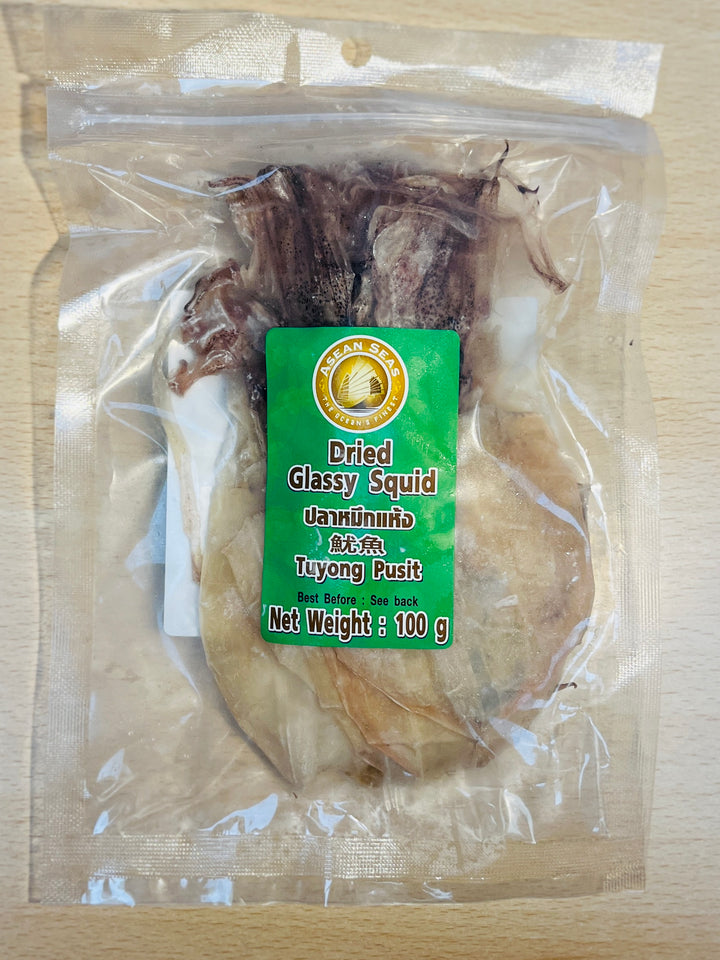 ASEAN SEAS
THE OCEAN'S FINEST
Dried
Glassy Squid
ปลาหมึกแห้ง
魷魚
Tuyong Pusit
Best Before : See back
Net Weight : 100 g